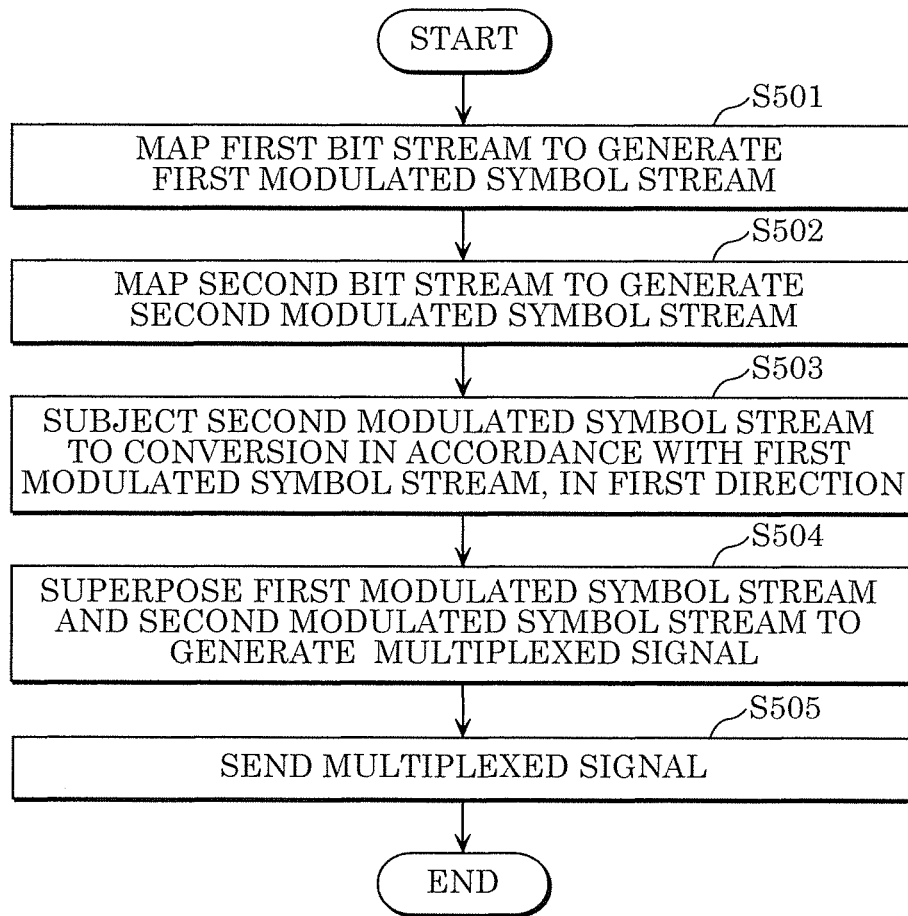 START
S501
MAP FIRST BIT STREAM TO GENERATE
FIRST MODULATED SYMBOL STREAM
S502
MAP SECOND BIT STREAM TO GENERATE
SECOND MODULATED SYMBOL STREAM
S503
SUBJECT SECOND MODULATED SYMBOL STREAM
TO CONVERSION IN ACCORDANCE WITH FIRST
MODULATED SYMBOL STREAM, IN FIRST DIRECTION
S504
SUPERPOSE FIRST MODULATED SYMBOL STREAM
AND SECOND MODULATED SYMBOL STREAM TO
GENERATE MULTIPLEXED SIGNAL
S505
SEND MULTIPLEXED SIGNAL
END